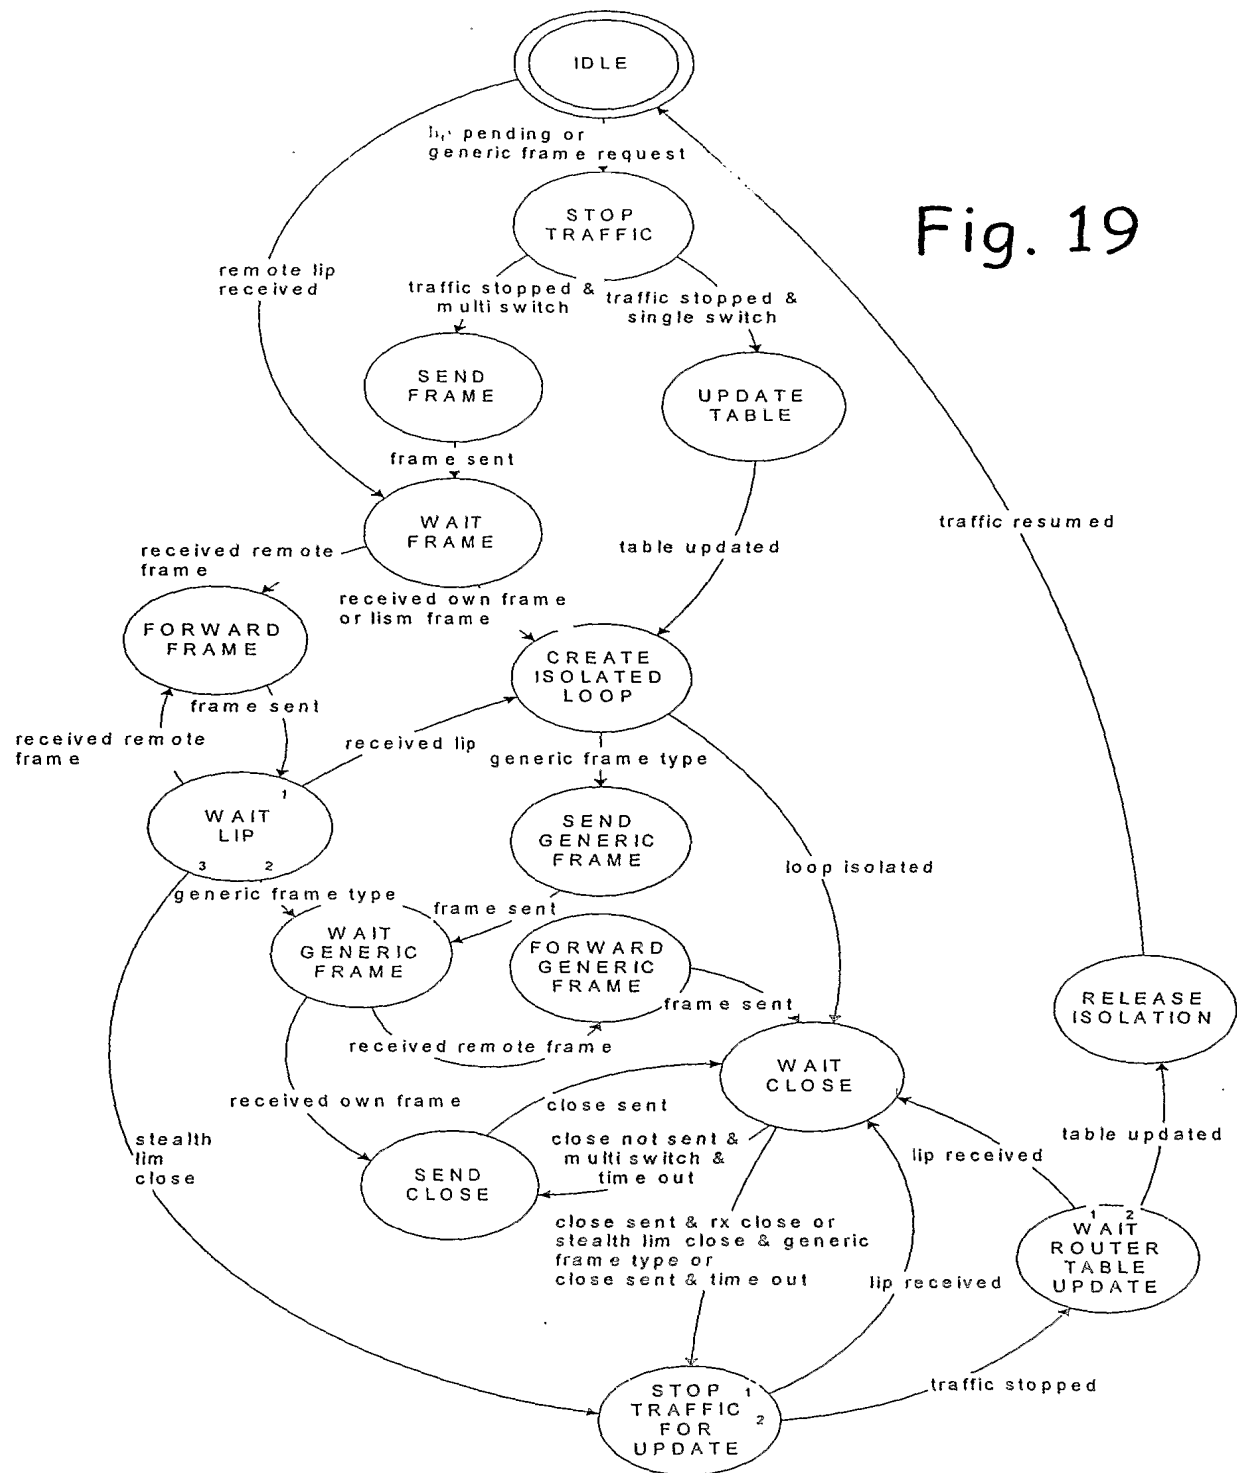 IDLE
pending or
generic frame request
Fig. 19
STOP
TRAFFIC
remote lip
received
traffic stopped &
multi switch
traffic stopped &
single switch
SEND
FRAME
UPDATE
TABLE
frame sent
WAIT
FRAME
traffic resumed
received remote
frame
table updated
received own frame
or lism frame
FORWARD
FRAME
CREATE
ISOLATED
LOOP
frame sent
received remote
frame
received lip
generic frame type
1
WAIT
LIP
3 2
SEND
GENERIC
FRAME
loop isolated
generic frame type
frame sent
WAIT
GENERIC
FRAME
FORWARD
GENERIC
FRAME
frame sent
RELEASE
ISOLATION
received remote frame
WAIT
CLOSE
received own frame
close sent
stealth
lim
close
close not sent &
multi switch &
time out
lip received
table updated
SEND
CLOSE
close sent & rx close or
stealth lim close & generic
frame type or
close sent & time out
1 2
WAIT
ROUTER
TABLE
UPDATE
lip received
traffic stopped
STOP 1
TRAFFIC 2
FOR
UPDATE